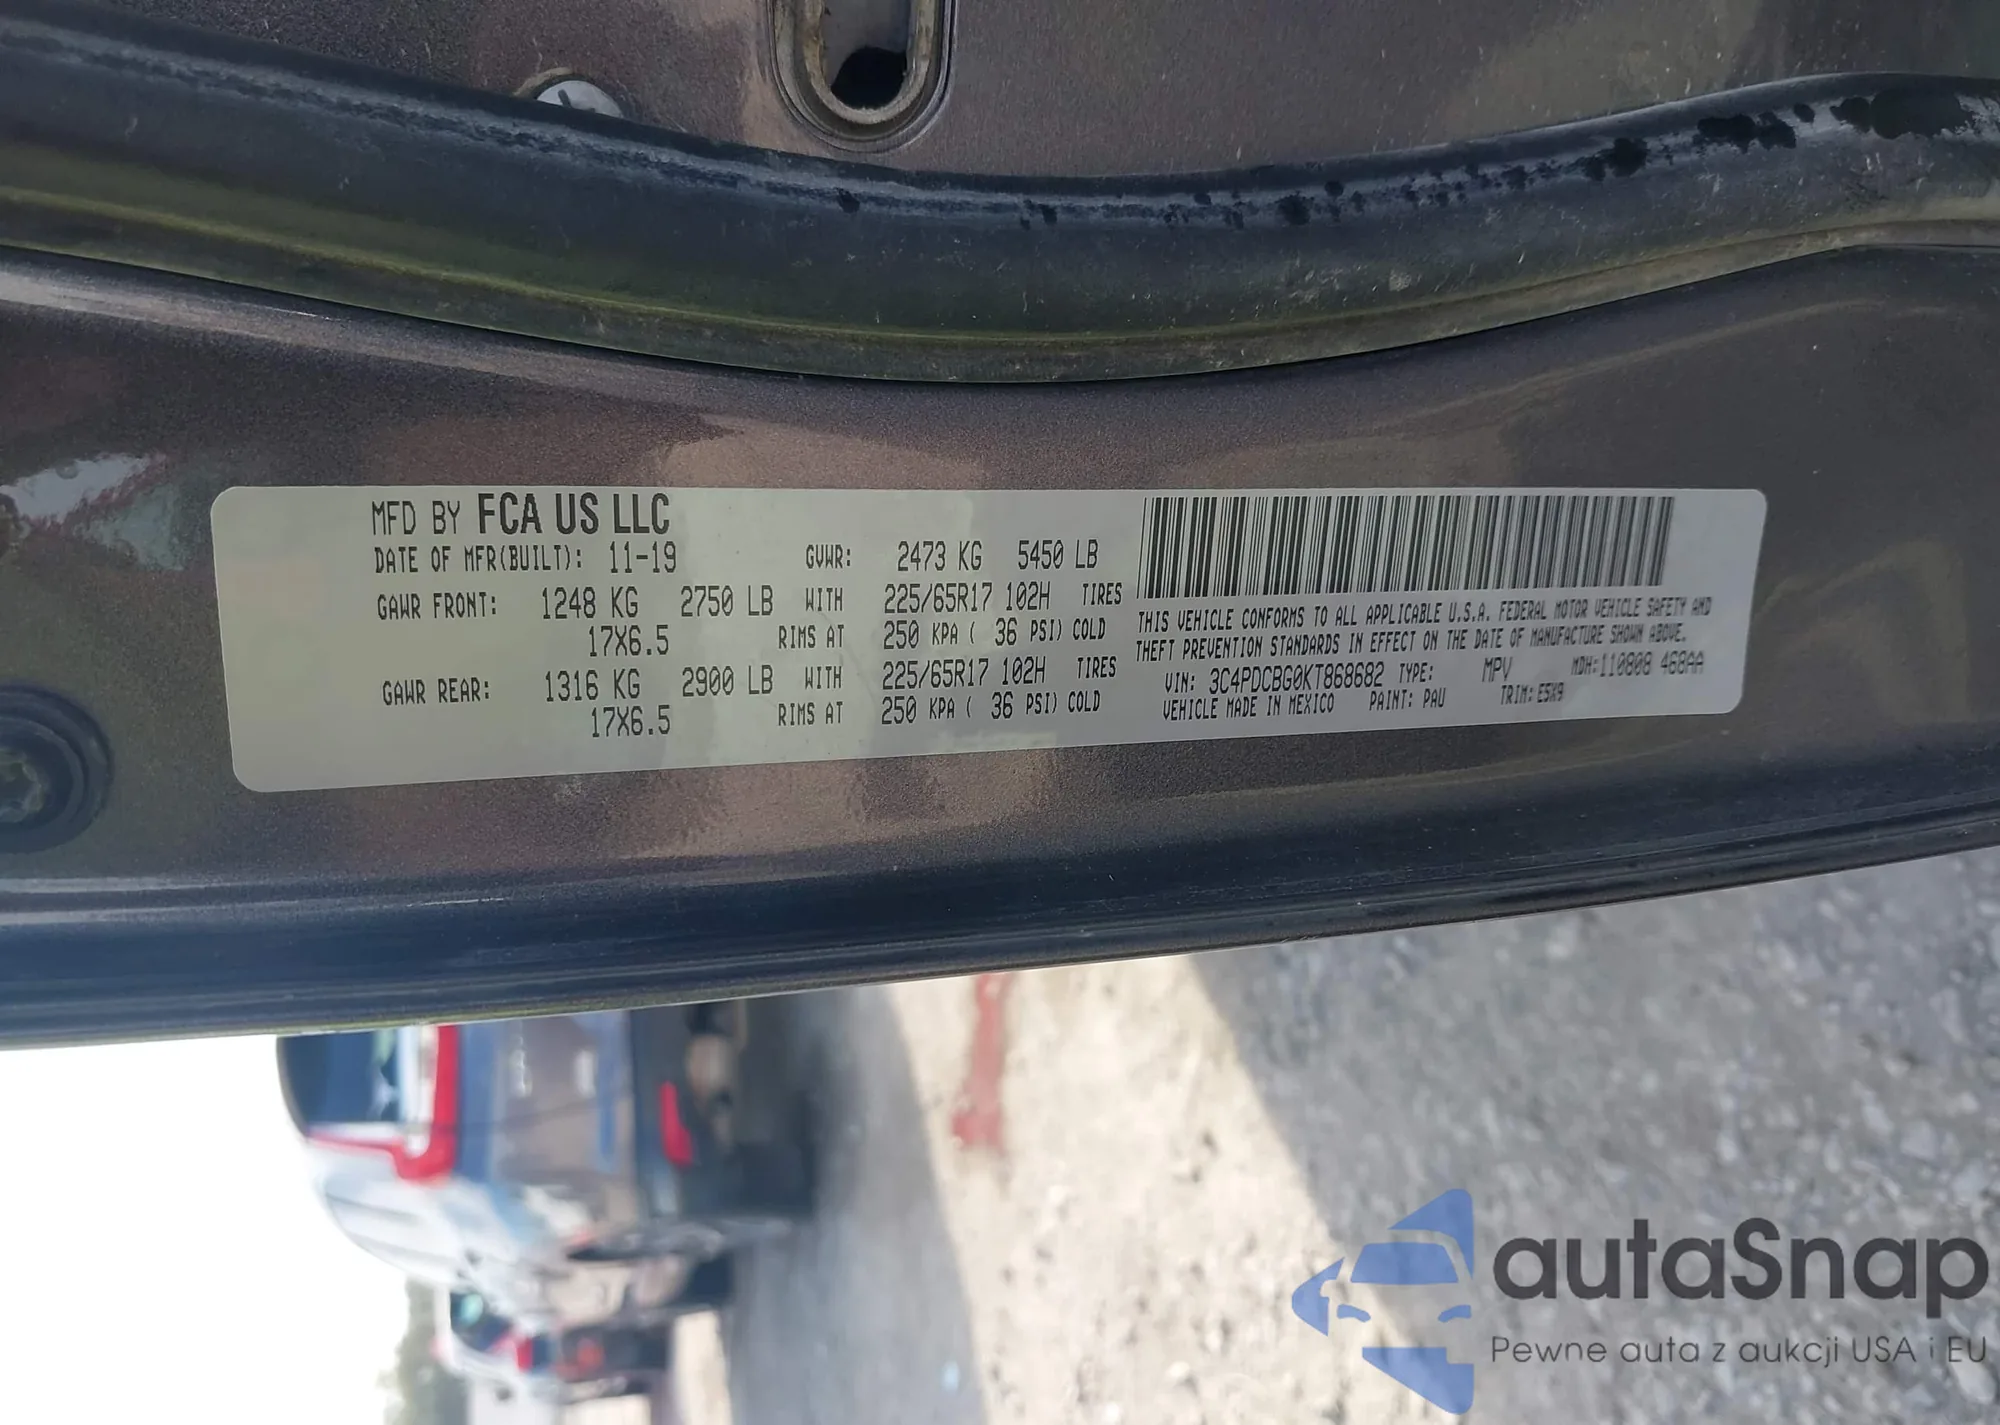 MFD BY FCA US LLC
DATE OF MFR(BUILT): 11-19 GVWR: 2473 KG 5450 LB
GAWR FRONT: 1248 KG 2750 LB WITH 225/65R17 102H TIRES
17X6.5 RIMS AT 250 KPA ( 36 PSI) COLD
GAWR REAR: 1316 KG 2900 LB WITH 225/65R17 102H TIRES
17X6.5 RIMS AT 250 KPA ( 36 PSI) COLD
THIS VEHICLE CONFORMS TO ALL APPLICABLE U.S.A. FEDERAL MOTOR VEHICLE SAFETY AND
THEFT PREVENTION STANDARDS IN EFFECT ON THE DATE OF MANUFACTURE SHOWN ABOVE.
VIN: 3C4PDCBG0KT868682 TYPE: MPV MDH:110808 468AA
VEHICLE MADE IN MEXICO PAINT: PAU TRIM: E5X9
autaSnap
Pewne auta z aukcji USA i EU